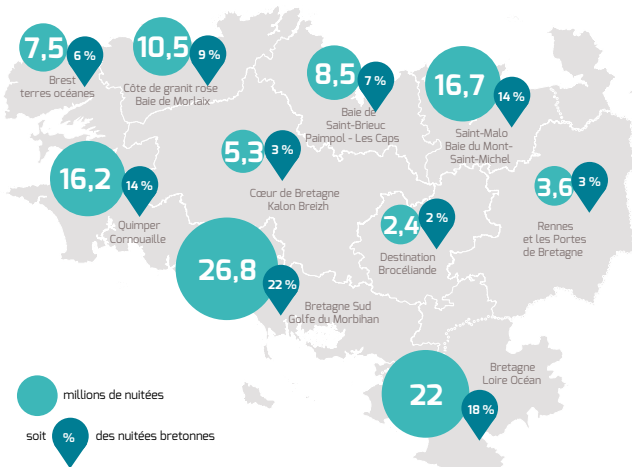 7,5
6 %
Brest
terres océanes
10,5
9 %
Côte de granit rose
Baie de Morlaix
8,5
7 %
Baie de
Saint-Brieuc
Paimpol - Les Caps
16,7
14 %
Saint-Malo
Baie du Mont-
Saint-Michel
5,3
3 %
Cœur de Bretagne
Kalon Breizh
16,2
14 %
Quimper
Cornouaille
2,4
2 %
Destination
Brocéliande
3,6
3 %
Rennes
et les Portes
de Bretagne
26,8
22 %
Bretagne Sud
Golfe du Morbihan
22
18 %
Bretagne
Loire Océan
millions de nuitées
soit % des nuitées bretonnes